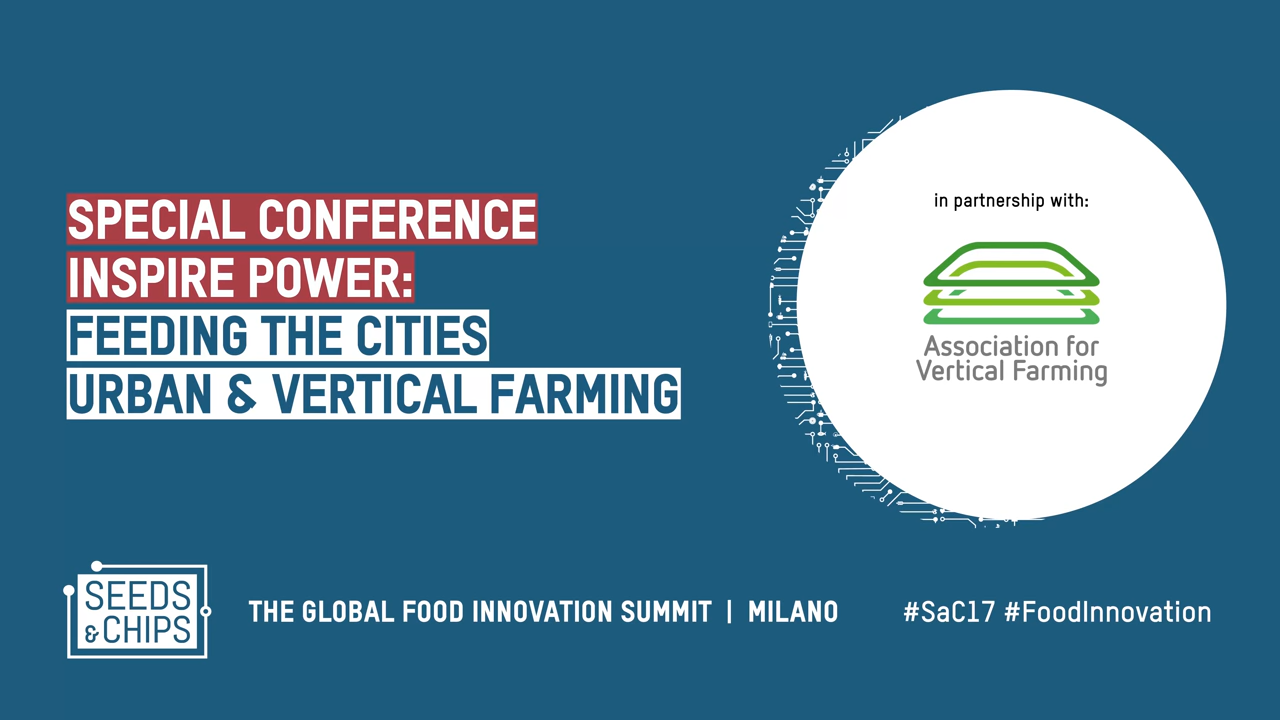 SPECIAL CONFERENCE
INSPIRE POWER:
FEEDING THE CITIES
URBAN & VERTICAL FARMING
in partnership with:
Association for
Vertical Farming
SEEDS
& CHIPS
THE GLOBAL FOOD INNOVATION SUMMIT | MILANO
#SaC17 #FoodInnovation